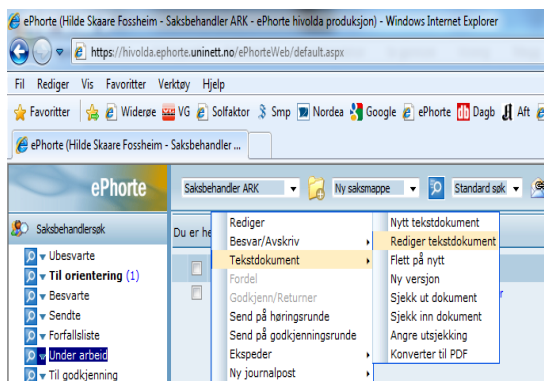 ePhorte (Hilde Skaare Fossheim - Saksbehandler ARK - ePhorte hivolda produksjon) - Windows Internet Explorer
https://hivolda.ephorte.uninett.no/ePhorteWeb/default.aspx
Fil Rediger Vis Favoritter Verktøy Hjelp
Favoritter Widerøe VG Solfaktor Smp Nordea Google ePhorte Dagb Aft
ePhorte (Hilde Skaare Fossheim - Saksbehandler ...
ePhorte
Saksbehandler ARK Ny saksmappe Standard søk
Saksbehandlersøk
Ubesvarte
Til orientering (1)
Besvarte
Sendte
Forfallsliste
Under arbeid
Til godkjenning
Du er he
Rediger
Besvar/Avskriv
Tekstdokument
Fordel
Godkjenn/Returner
Send på høringsrunde
Send på godkjenningsrunde
Ekspeder
Ny journalpost
Nytt tekstdokument
Rediger tekstdokument
Flett på nytt
Ny versjon
Sjekk ut dokument
Sjekk inn dokument
Angre utsjekking
Konverter til PDF